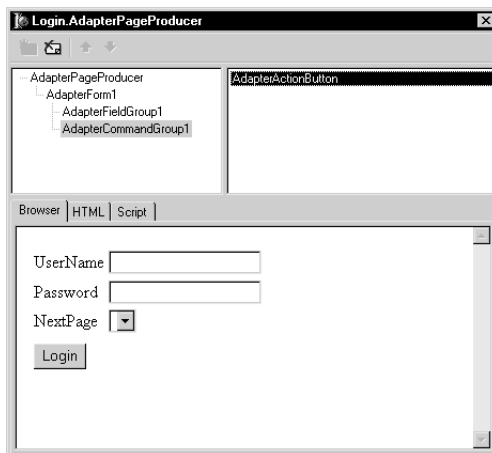 Login.AdapterPageProducer
AdapterPageProducer
AdapterForm1
AdapterFieldGroup1
AdapterCommandGroup1
AdapterActionButton
Browser HTML Script
UserName
Password
NextPage
Login